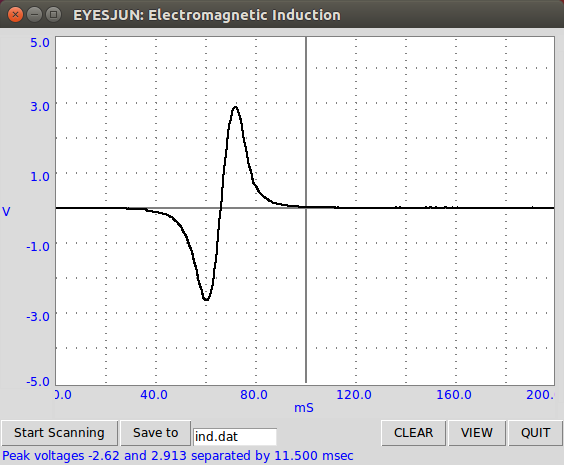 EYESJUN: Electromagnetic Induction
5.0
3.0
1.0
V
-1.0
-3.0
-5.0
0.0 40.0 80.0 120.0 160.0 200.
mS
Start Scanning Save to ind.dat CLEAR VIEW QUIT
Peak voltages -2.62 and 2.913 separated by 11.500 msec